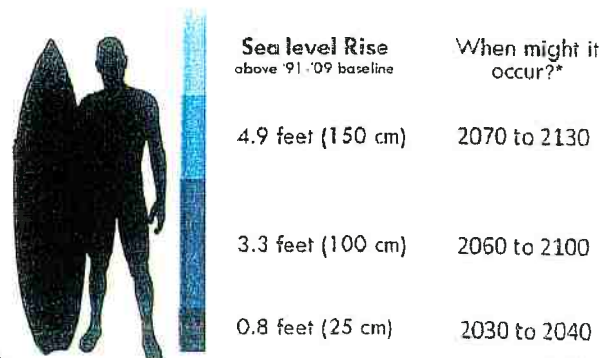 Sea level Rise
above '91-'09 baseline
When might it
occur?*
4.9 feet (150 cm) 2070 to 2130
3.3 feet (100 cm) 2060 to 2100
0.8 feet (25 cm) 2030 to 2040